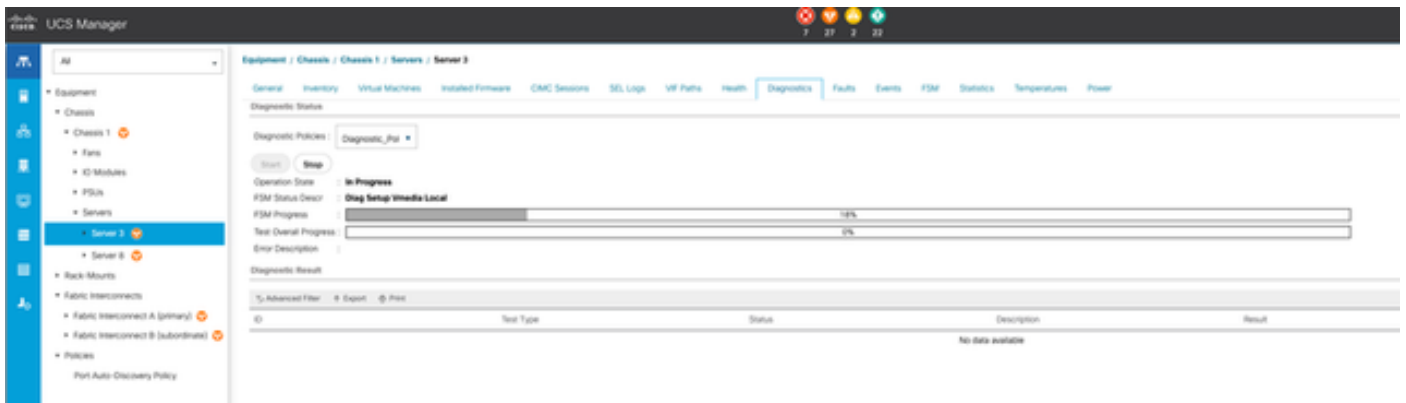 CISCO UCS Manager
7 27 2 22
All
Equipment / Chassis / Chassis 1 / Servers / Server 3
General Inventory Virtual Machines Installed Firmware CIMC Sessions SEL Logs VIF Paths Health Diagnostics Faults Events FSM Statistics Temperatures Power
Equipment
Chassis
Chassis 1
Fans
IO Modules
PSUs
Servers
Server 3
Server 8
Rack-Mounts
Fabric Interconnects
Fabric Interconnect A (primary)
Fabric Interconnect B (subordinate)
Policies
Port Auto-Discovery Policy
Diagnostic Status
Diagnostic Policies : Diagnostic_Pol
Start Stop
Operation State : In Progress
FSM Status Descr : Diag Setup Vmedia Local
FSM Progress : 18%
Test Overall Progress : 0%
Error Description :
Diagnostic Result
Advanced Filter Export Print
ID Test Type Status Description Result
No data available